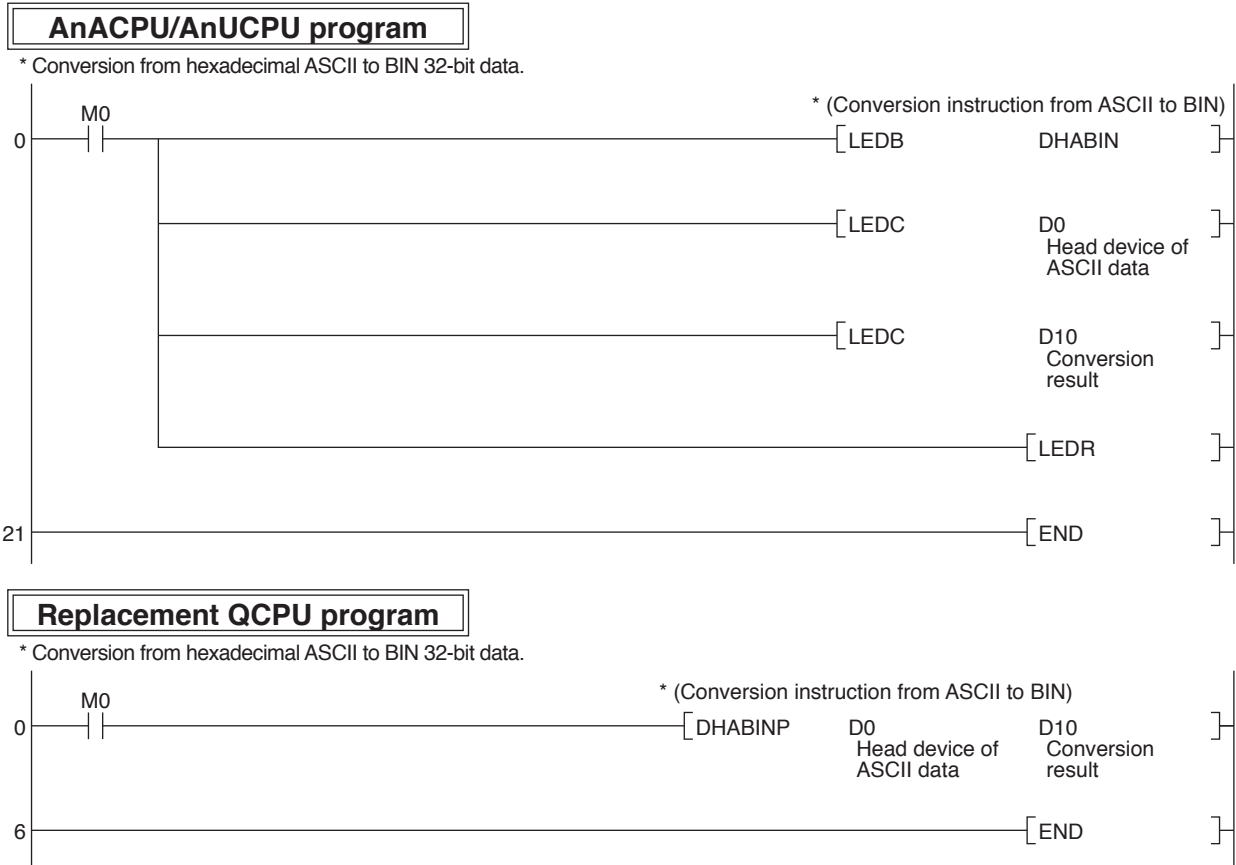 AnACPU/AnUCPU program
* Conversion from hexadecimal ASCII to BIN 32-bit data.
* (Conversion instruction from ASCII to BIN)
M0
0 LEDB DHABIN
LEDC D0
Head device of
ASCII data
LEDC D10
Conversion
result
LEDR
21 END
Replacement QCPU program
* Conversion from hexadecimal ASCII to BIN 32-bit data.
* (Conversion instruction from ASCII to BIN)
M0
0 DHABINP D0 D10
Head device of Conversion
ASCII data result
6 END